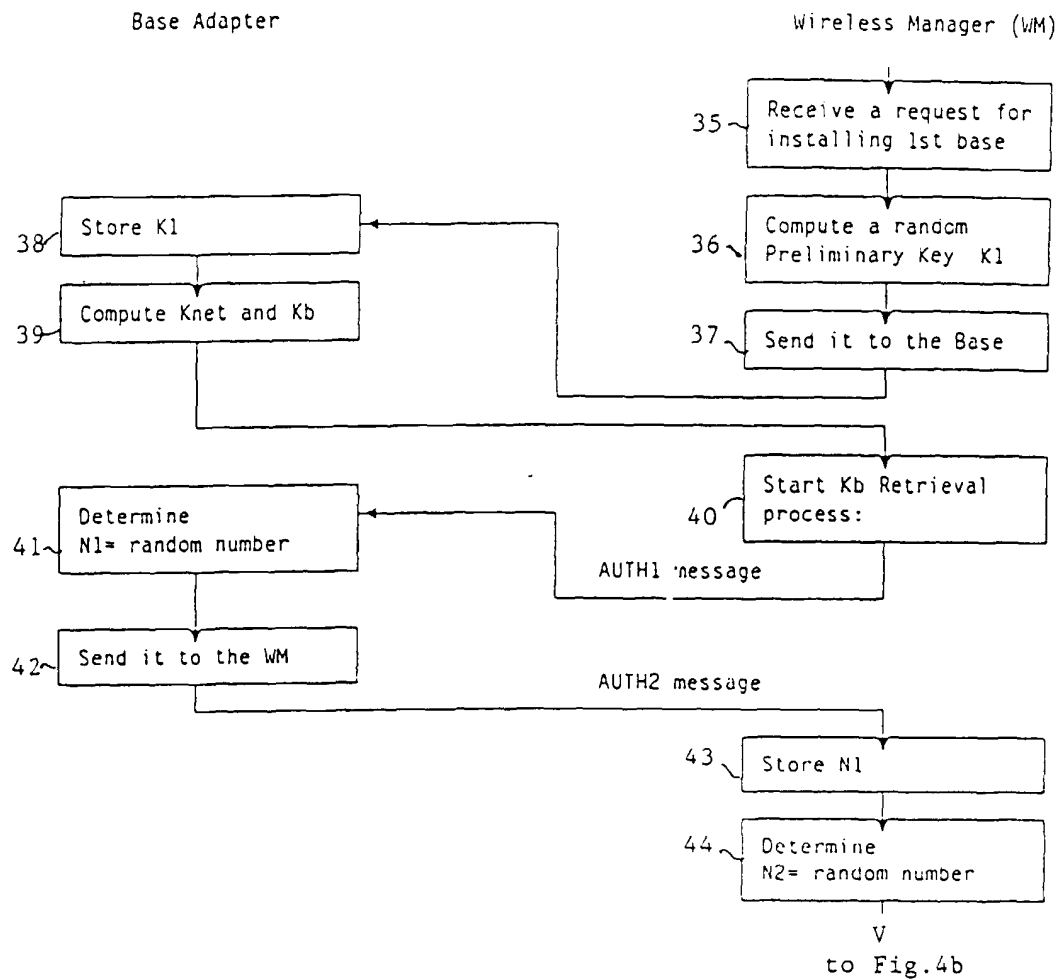 Base Adapter
Wireless Manager (WM)
35
Receive a request for
installing 1st base
36
Compute a random
Preliminary Key K1
37
Send it to the Base
38
Store K1
39
Compute Knet and Kb
40
Start Kb Retrieval
process:
AUTH1 message
41
Determine
N1= random number
42
Send it to the WM
AUTH2 message
43
Store N1
44
Determine
N2= random number
V
to Fig.4b